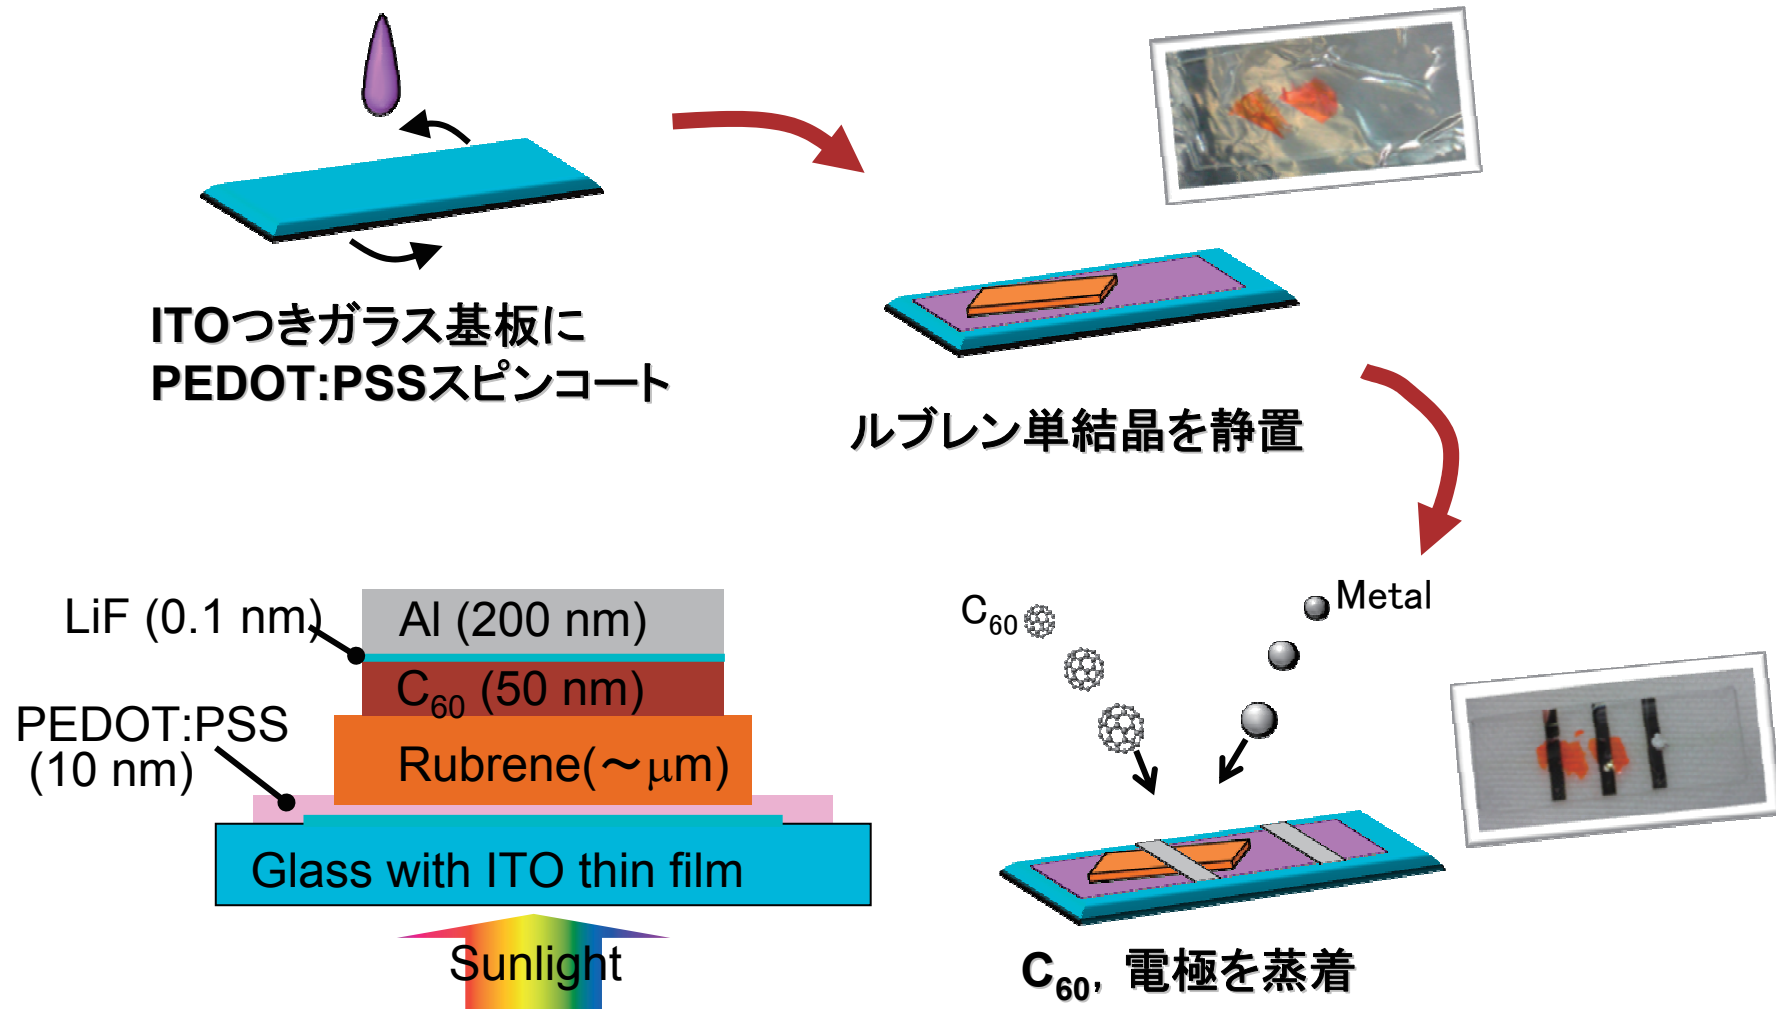 ITOつきガラス基板に
PEDOT:PSSスピンコート
ルブレン単結晶を静置
LiF (0.1 nm)
Al (200 nm)
C60 (50 nm)
PEDOT:PSS
(10 nm)
Rubrene(～μm)
Glass with ITO thin film
Sunlight
C60
Metal
C60, 電極を蒸着